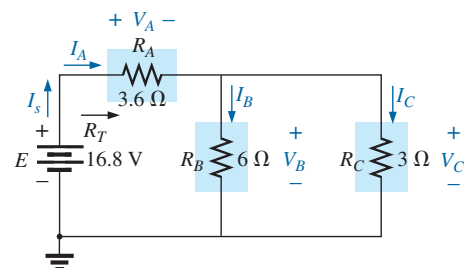 + V_A –
I_A
R_A
3.6 Ω
I_s
R_T
I_B
I_C
+
E
16.8 V
–
R_B
6 Ω
+
V_B
–
R_C
3 Ω
+
V_C
–